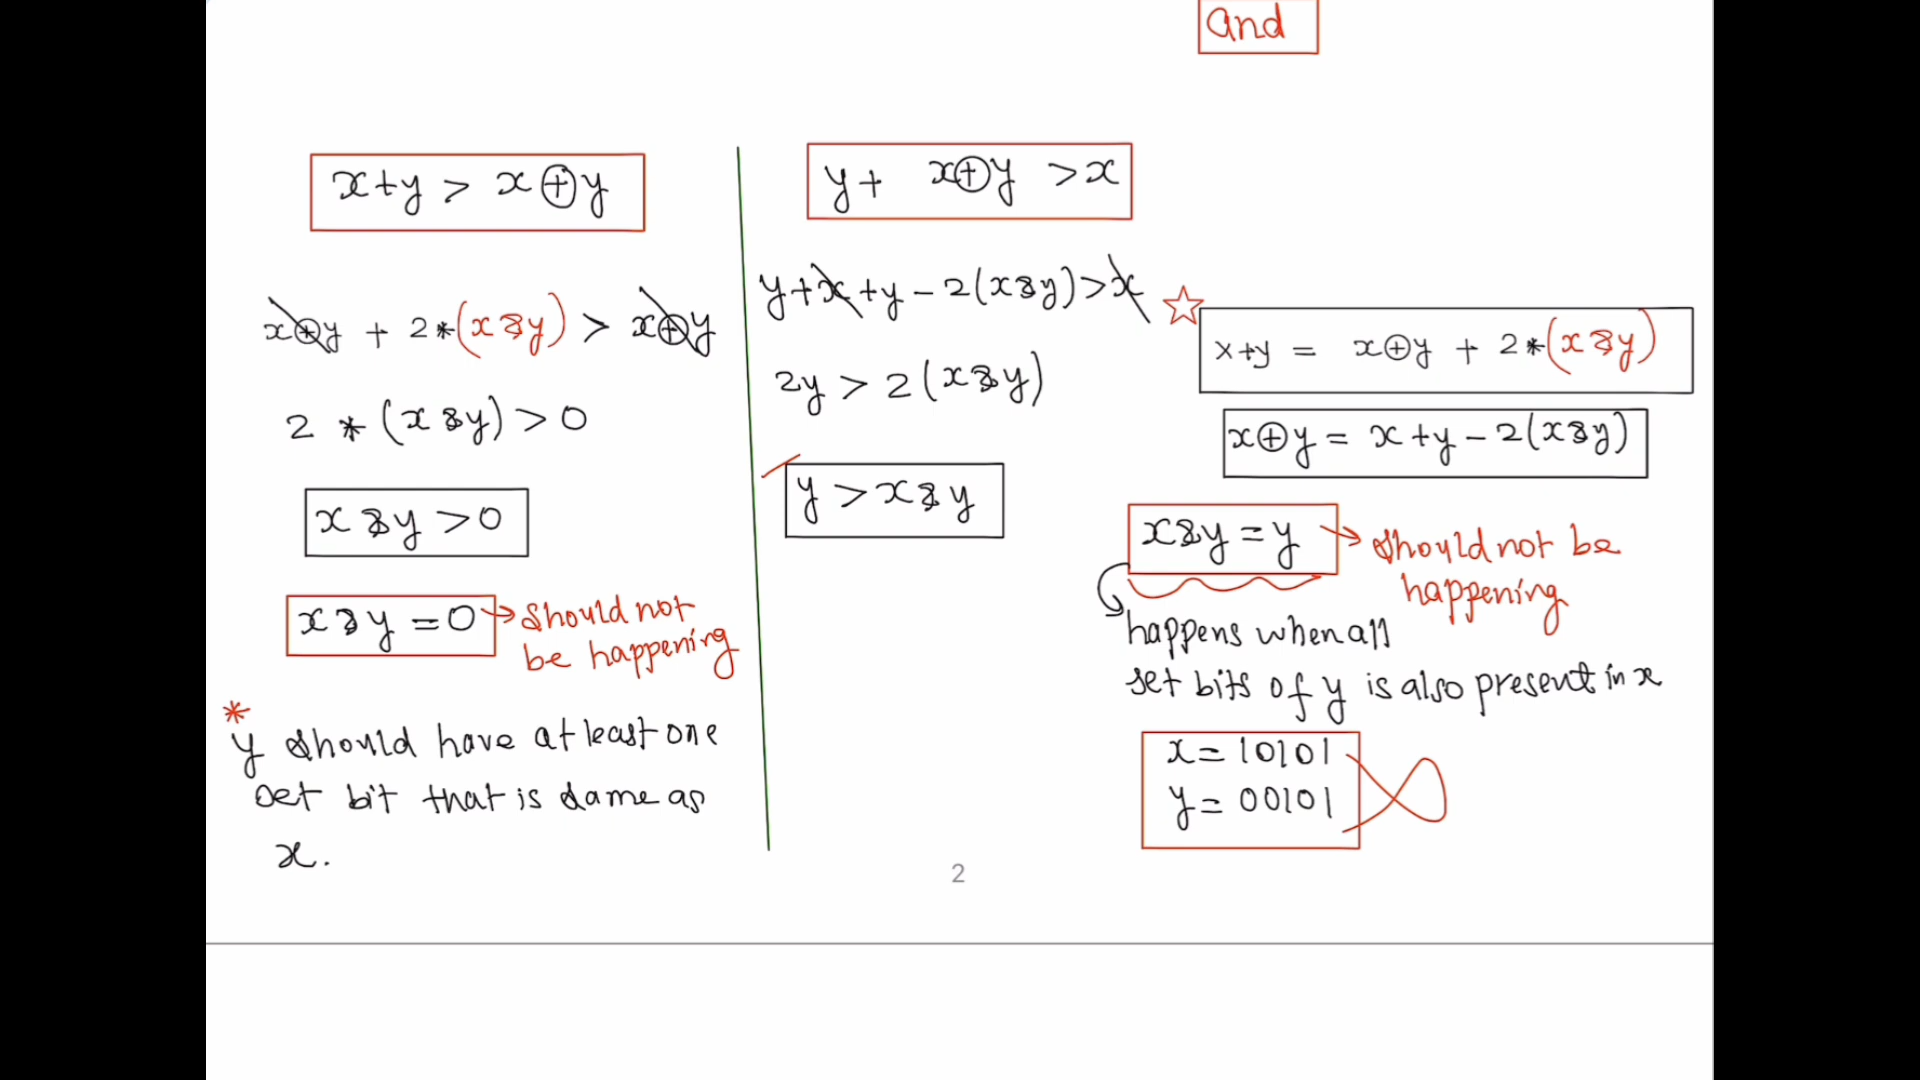 and
x+y > x⊕y
x⊕y + 2*(x&y) > x⊕y
2 * (x&y) > 0
x&y > 0
x&y = 0 → should not
be happening
*
y should have atleast one
set bit that is same as
x.
y + x⊕y > x
y+x+y-2(x&y)>x
2y > 2(x&y)
y > x&y
☆
x+y = x⊕y + 2*(x&y)
x⊕y = x+y-2(x&y)
x&y = y → should not be
happening
happens when all
set bits of y is also present in x
x = 10101
y = 00101
2